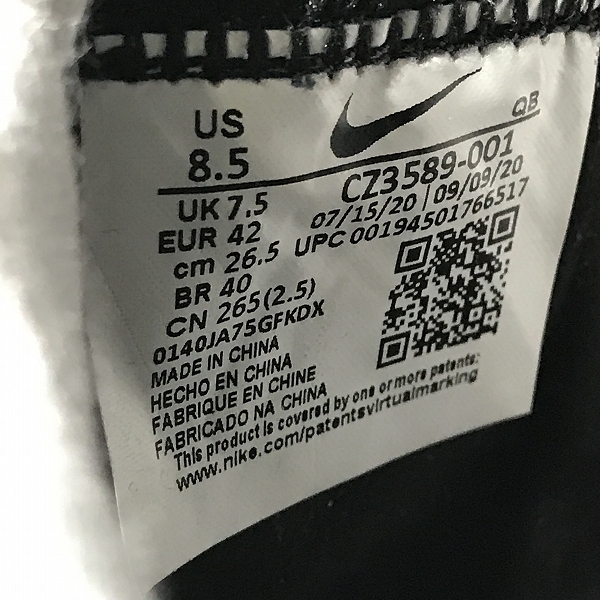 QB
US
8.5
CZ3589-001
UK 7.5
07/15/20 | 09/09/20
EUR 42
UPC 00194501766517
cm 26.5
BR 40
CN 265(2.5)
0140JA75GFKDX
MADE IN CHINA
HECHO EN CHINA
FABRIQUE EN CHINE
FABRICADO NA CHINA
This product is covered by one or more patents:
www.nike.com/patentsvirtualmarking